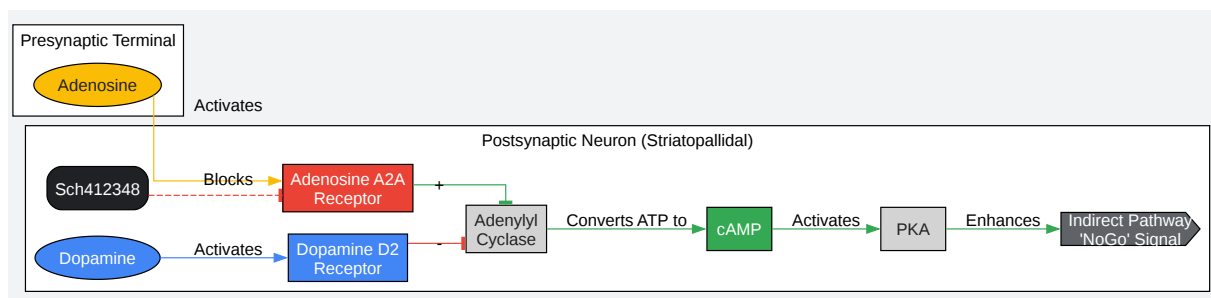 Presynaptic Terminal
Adenosine
Activates
Postsynaptic Neuron (Striatopallidal)
Sch412348
Blocks
Adenosine A2A
Receptor
+
Adenylyl
Cyclase
Converts ATP to
cAMP
Activates
PKA
Enhances
Indirect Pathway
'NoGo' Signal
Dopamine
Activates
Dopamine D2
Receptor
-